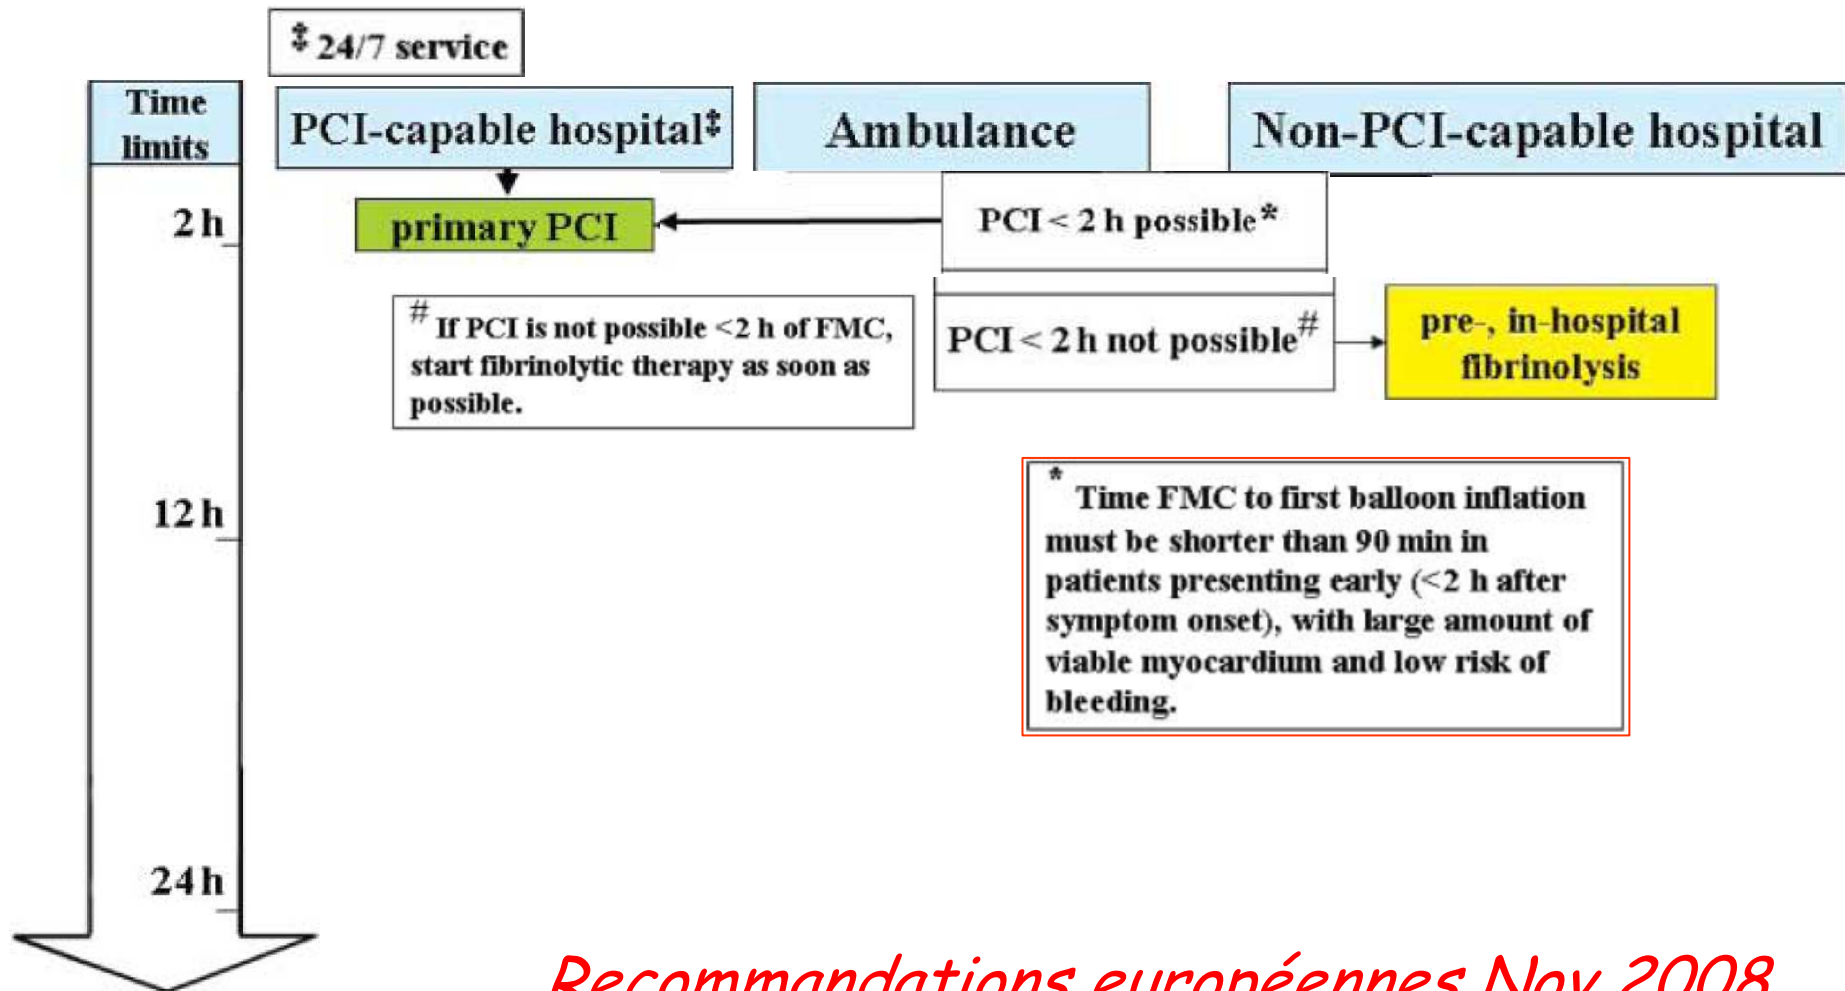 ‡ 24/7 service
Time
limits
PCI-capable hospital‡
Ambulance
Non-PCI-capable hospital
2 h
primary PCI
PCI < 2 h possible*
# If PCI is not possible <2 h of FMC,
start fibrinolytic therapy as soon as
possible.
PCI < 2 h not possible#
pre-, in-hospital
fibrinolysis
12 h
* Time FMC to first balloon inflation
must be shorter than 90 min in
patients presenting early (<2 h after
symptom onset), with large amount of
viable myocardium and low risk of
bleeding.
24 h
Recommandations européennes Nov 2008